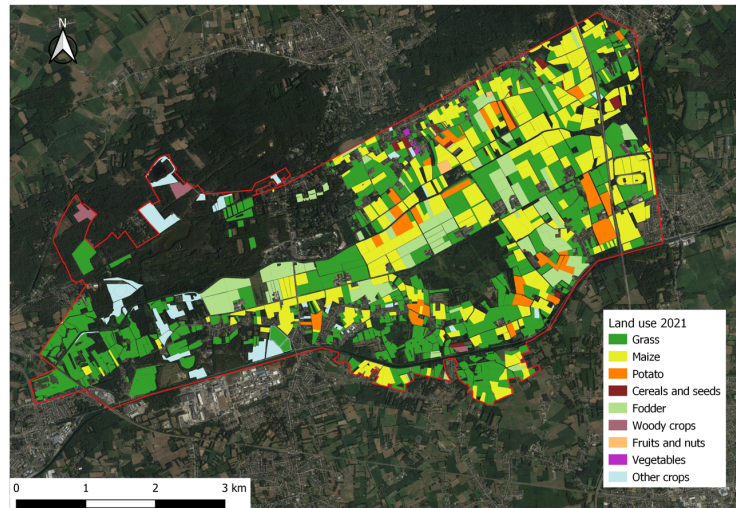 N
Land use 2021
Grass
Maize
Potato
Cereals and seeds
Fodder
Woody crops
Fruits and nuts
Vegetables
Other crops
0 1 2 3 km